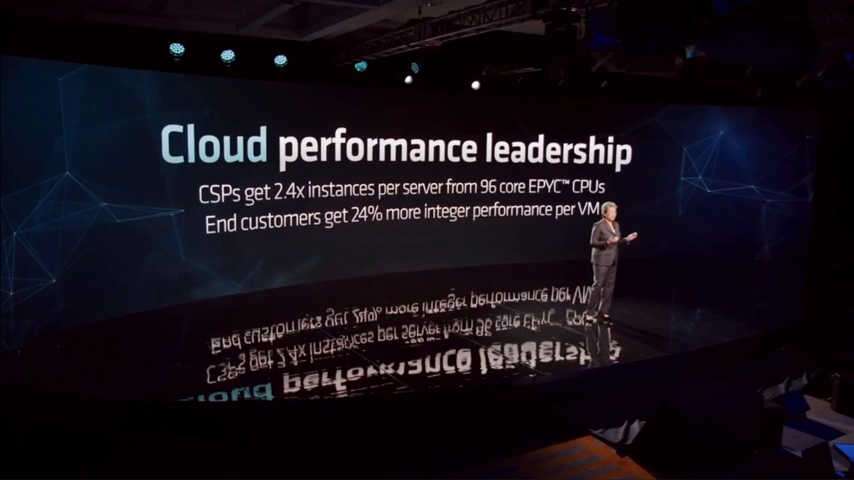 Cloud performance leadership
CSPs get 2.4x instances per server from 96 core EPYC™ CPUs
End customers get 24% more integer performance per VM